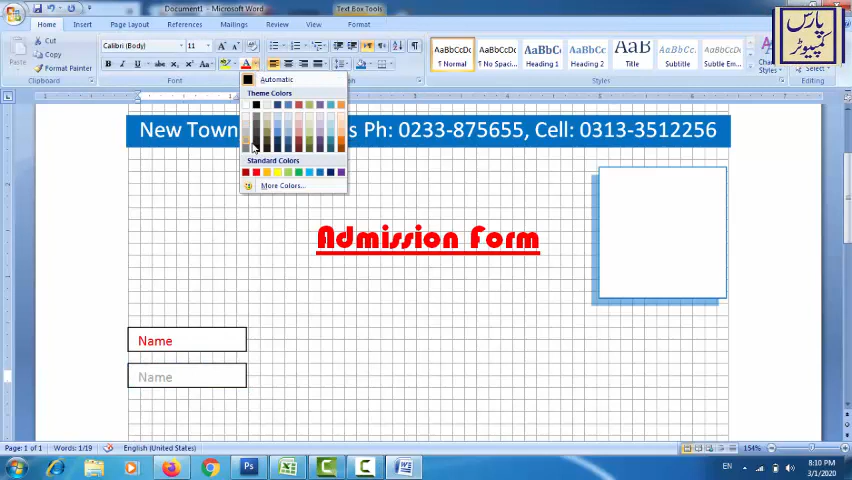 Document1 - Microsoft Word
Text Box Tools
پارس
کمپیوٹر
Home
Insert
Page Layout
References
Mailings
Review
View
Format
Cut
Copy
Format Painter
Clipboard
Calibri (Body)
11
Font
Paragraph
AaBbCcDc
¶ Normal
AaBbCcDc
¶ No Spaci...
AaBbCc
Heading 1
AaBbCc
Heading 2
AaBb
Title
AaBbCcDc
Subtle Em...
Styles
Select
Editing
Automatic
Theme Colors
Standard Colors
More Colors...
New Town
s Ph: 0233-875655, Cell: 0313-3512256
Admission Form
Name
Name
Page: 1 of 1
Words: 1/19
English (United States)
154%
EN
8:10 PM
3/1/2020